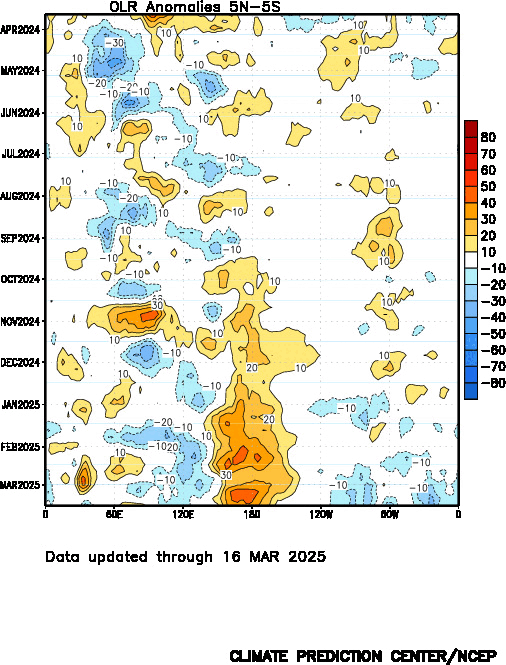 OLR Anomalies 5N-5S
APR2024
MAY2024
JUN2024
JUL2024
AUG2024
SEP2024
OCT2024
NOV2024
DEC2024
JAN2025
FEB2025
MAR2025
0 60E 120E 180 120W 60W 0
80
70
60
50
40
30
20
10
-10
-20
-30
-40
-50
-60
-70
-80
Data updated through 16 MAR 2025
CLIMATE PREDICTION CENTER/NCEP